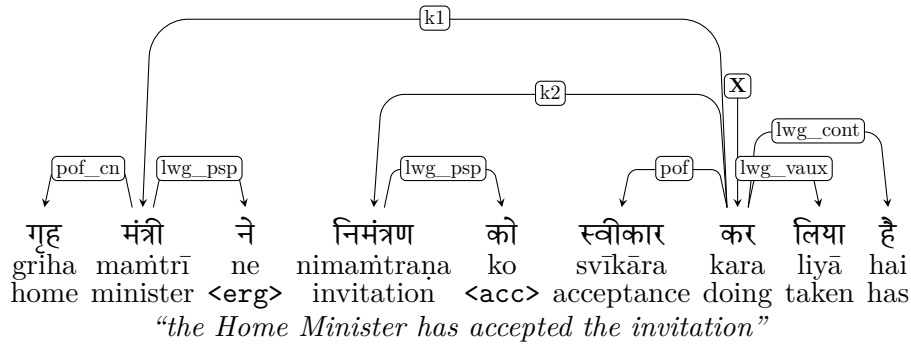 k1
k2
X
lwg_cont
pof_cn lwg_psp lwg_psp pof lwg_vaux
गृह मंत्री ने निमंत्रण को स्वीकार कर लिया है
griha maṁtrī ne nimaṁtraṇa ko svīkāra kara liyā hai
home minister <erg> invitation <acc> acceptance doing taken has
“the Home Minister has accepted the invitation”